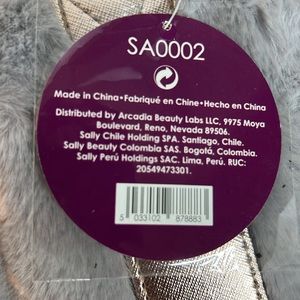 SA0002
Made in China•Fabriqué en Chine•Hecho en China
Distributed by Arcadia Beauty Labs LLC, 9975 Moya
Boulevard, Reno, Nevada 89506.
Sally Chile Holding SPA. Santiago, Chile.
Sally Beauty Colombia SAS. Bogotá, Colombia.
Sally Perú Holdings SAC. Lima, Perú. RUC:
20549473301.
5 033102 878883